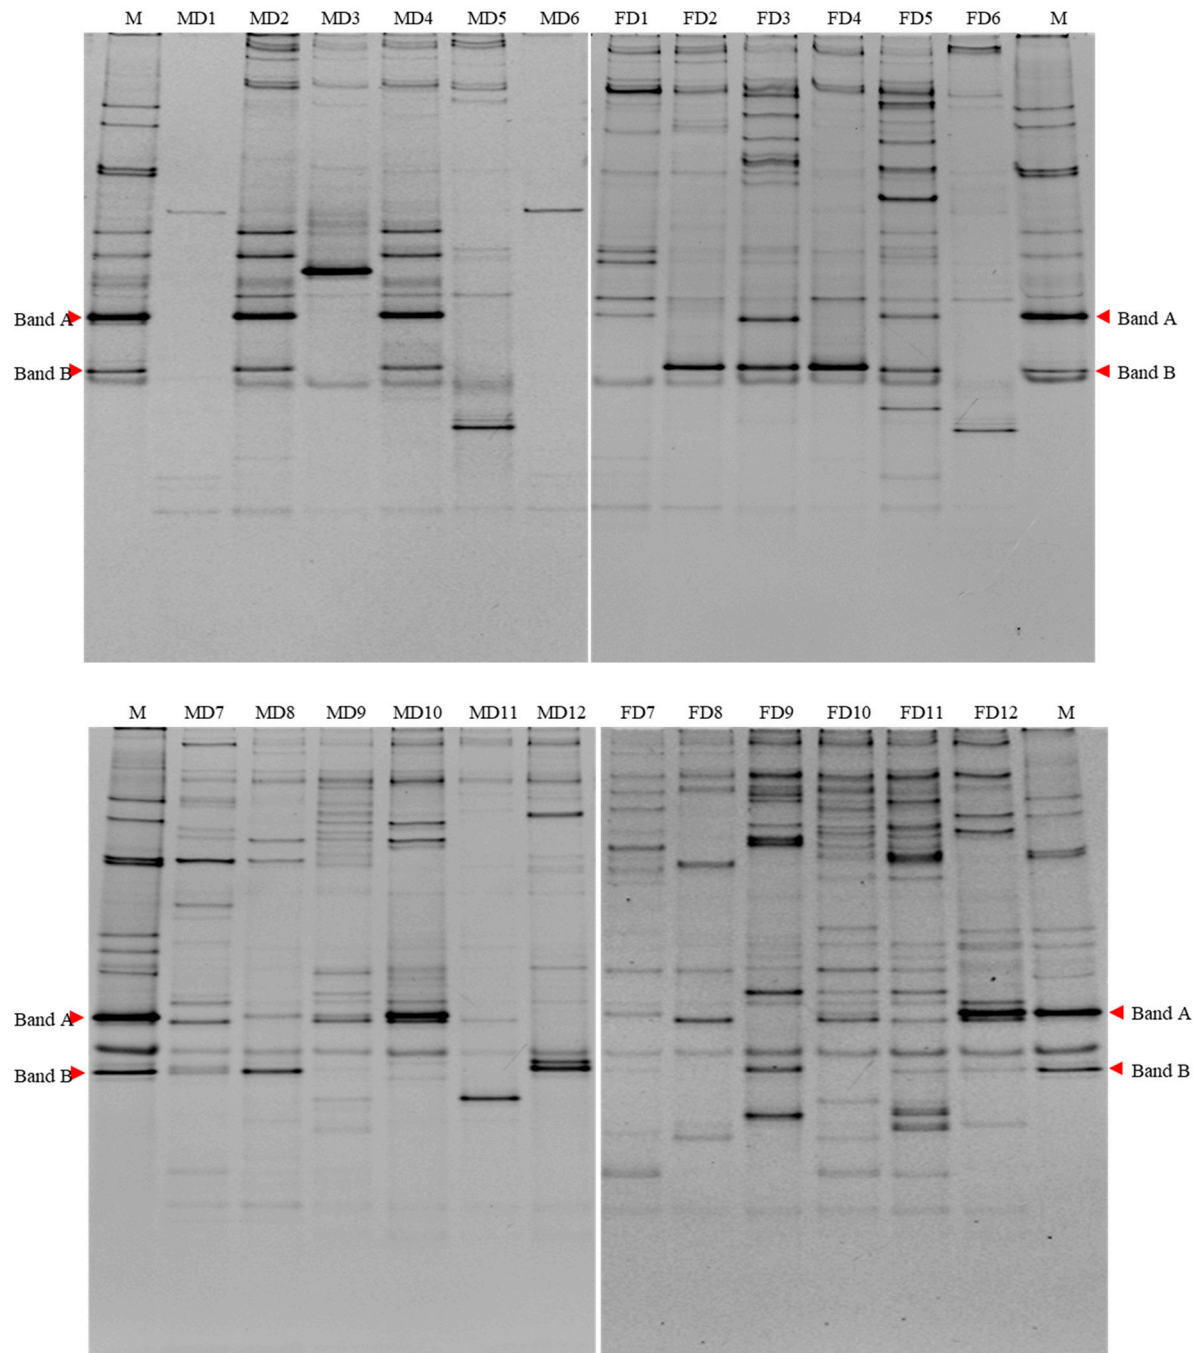 M MD1 MD2 MD3 MD4 MD5 MD6 FD1 FD2 FD3 FD4 FD5 FD6 M
Band A Band A
Band B Band B
M MD7 MD8 MD9 MD10 MD11 MD12 FD7 FD8 FD9 FD10 FD11 FD12 M
Band A Band A
Band B Band B